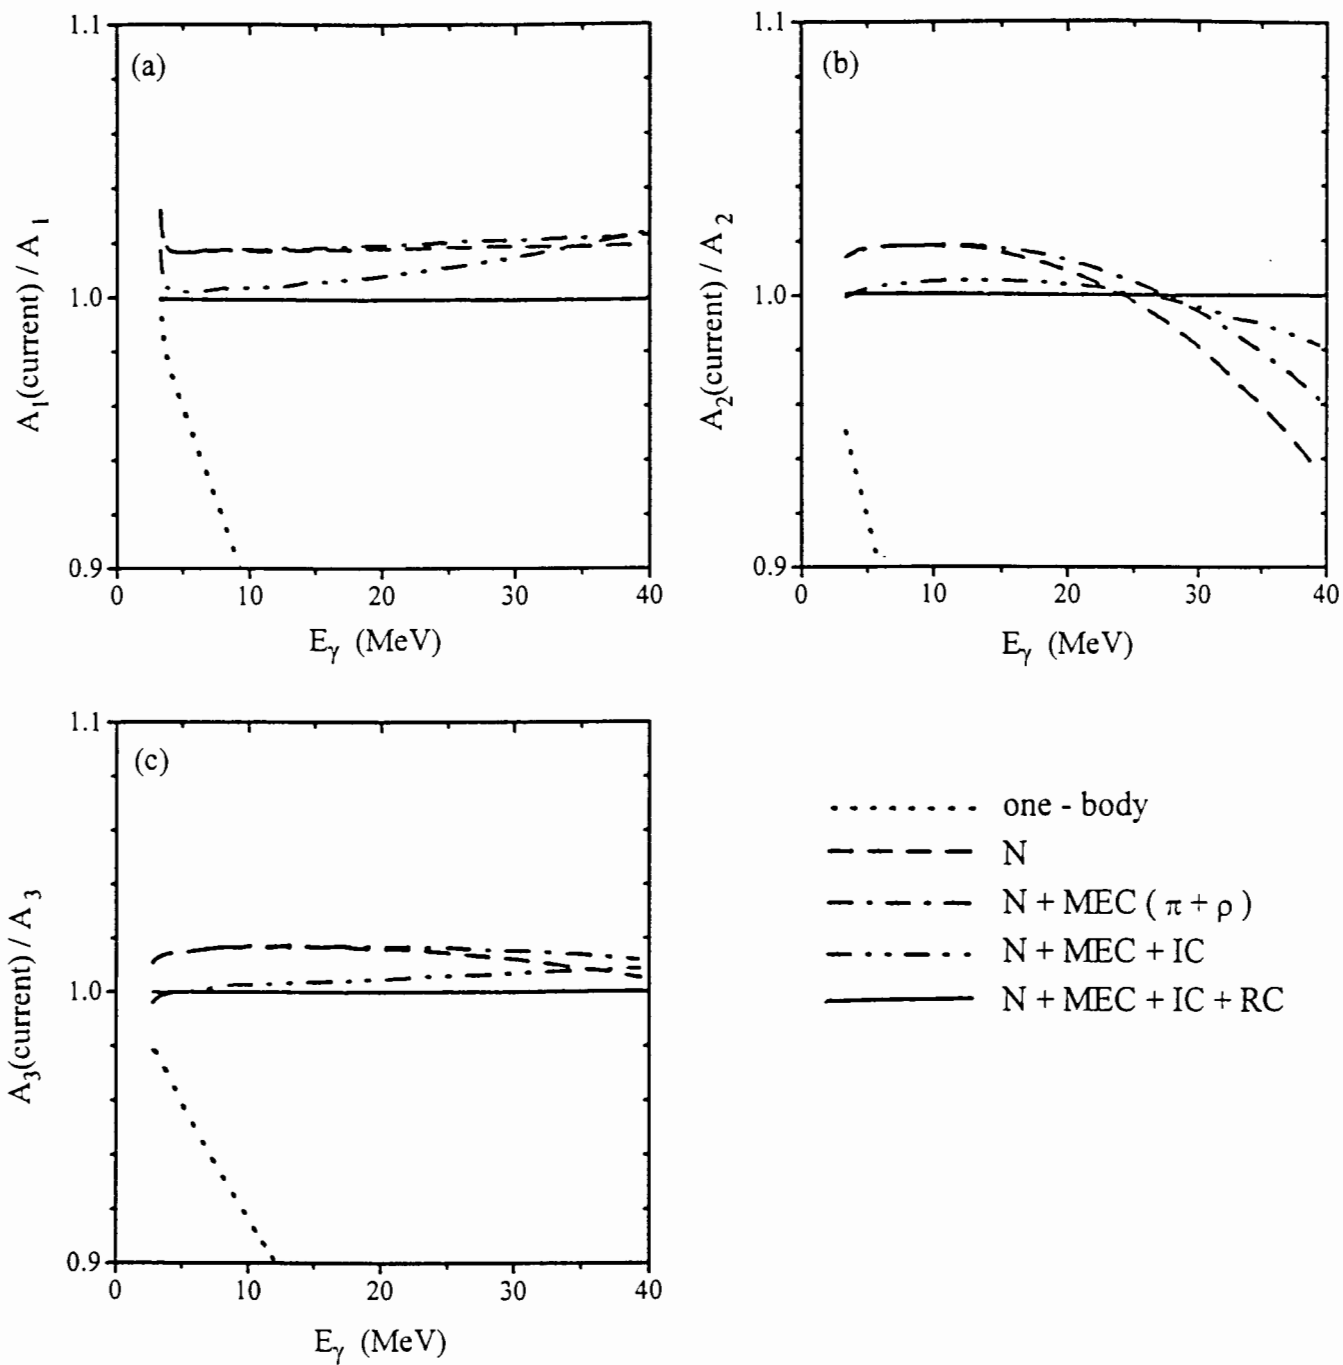 1.1
(a)
1.0
0.9
A1(current) / A1
0 10 20 30 40
Eγ (MeV)
1.1
(b)
1.0
0.9
A2(current) / A2
0 10 20 30 40
Eγ (MeV)
1.1
(c)
1.0
0.9
A3(current) / A3
0 10 20 30 40
Eγ (MeV)
one - body
N
N + MEC ( π + ρ )
N + MEC + IC
N + MEC + IC + RC